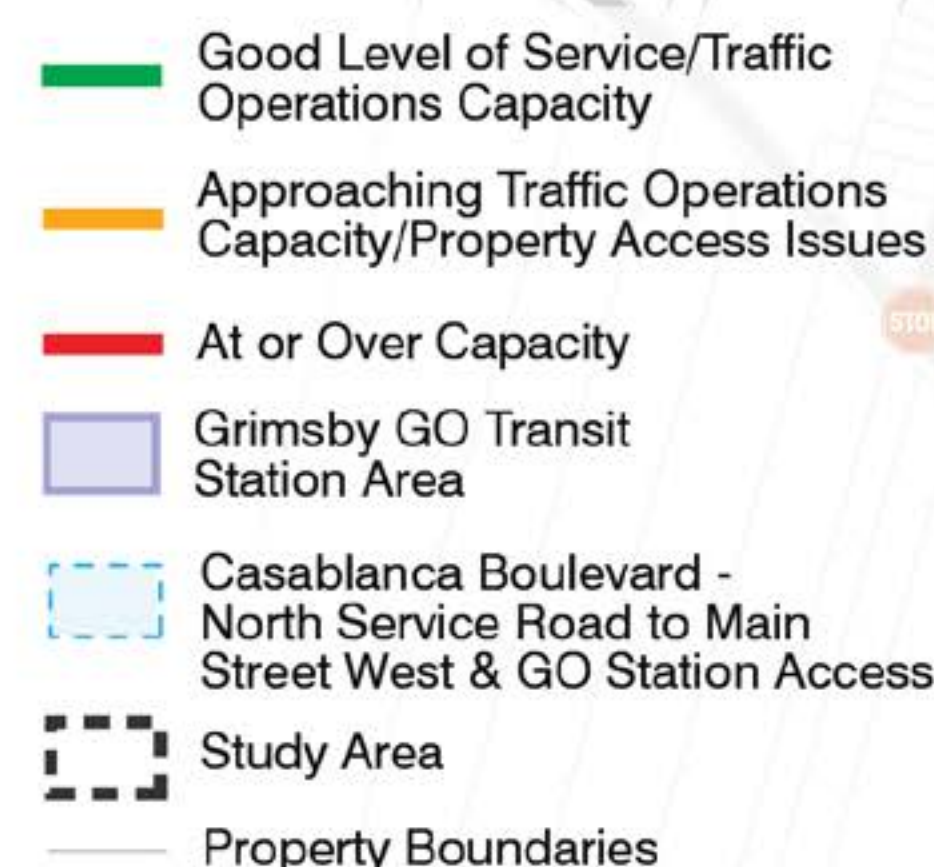 Good Level of Service/Traffic
Operations Capacity
Approaching Traffic Operations
Capacity/Property Access Issues
At or Over Capacity
Grimsby GO Transit
Station Area
Casablanca Boulevard -
North Service Road to Main
Street West & GO Station Access
Study Area
Property Boundaries